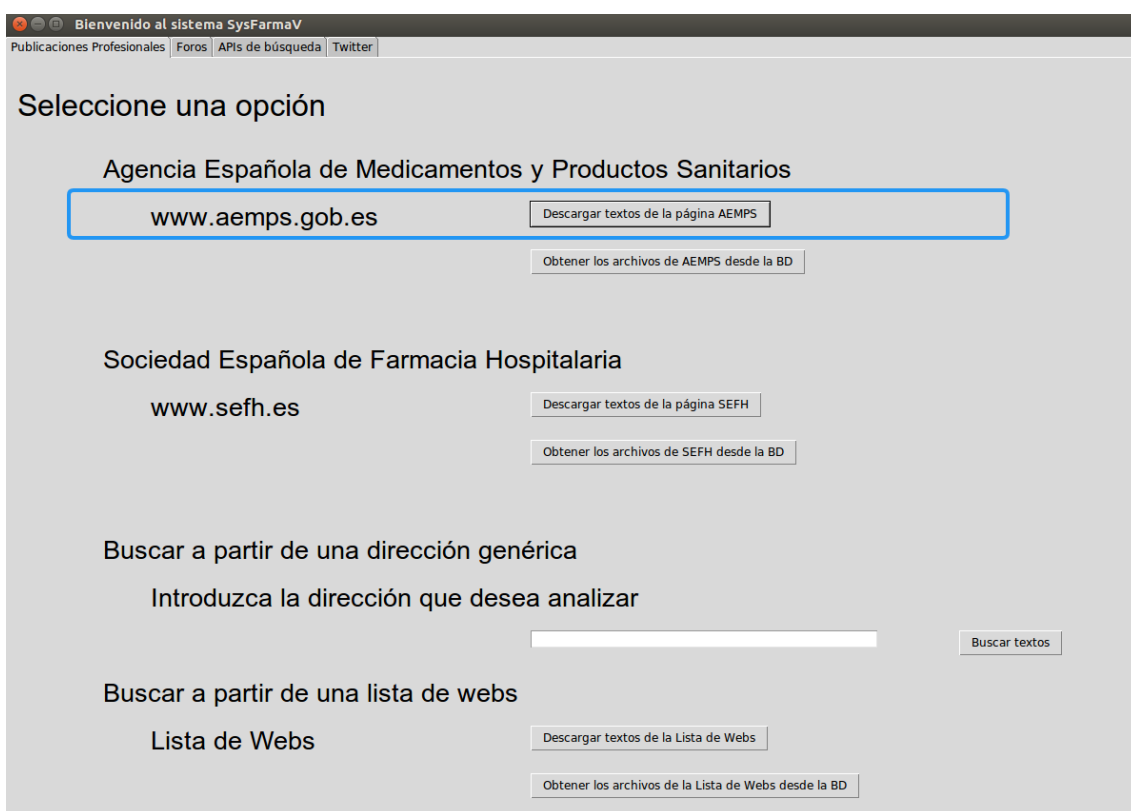 Bienvenido al sistema SysFarmaV
Publicaciones Profesionales Foros APIs de búsqueda Twitter
Seleccione una opción
Agencia Española de Medicamentos y Productos Sanitarios
www.aemps.gob.es Descargar textos de la página AEMPS
Obtener los archivos de AEMPS desde la BD
Sociedad Española de Farmacia Hospitalaria
www.sefh.es Descargar textos de la página SEFH
Obtener los archivos de SEFH desde la BD
Buscar a partir de una dirección genérica
Introduzca la dirección que desea analizar
Buscar textos
Buscar a partir de una lista de webs
Lista de Webs Descargar textos de la Lista de Webs
Obtener los archivos de la Lista de Webs desde la BD